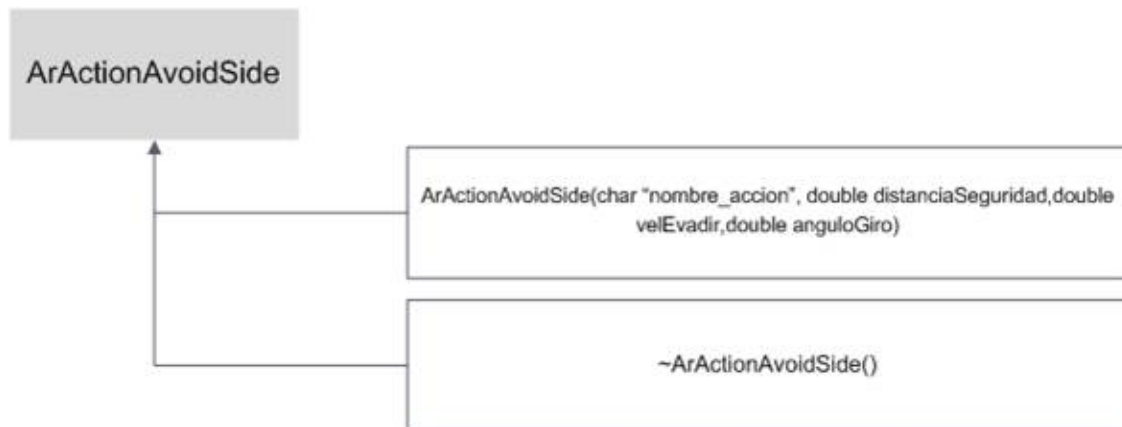 ArActionAvoidSide
ArActionAvoidSide(char “nombre_accion”, double distanciaSeguridad,double
velEvadir,double anguloGiro)
~ArActionAvoidSide()